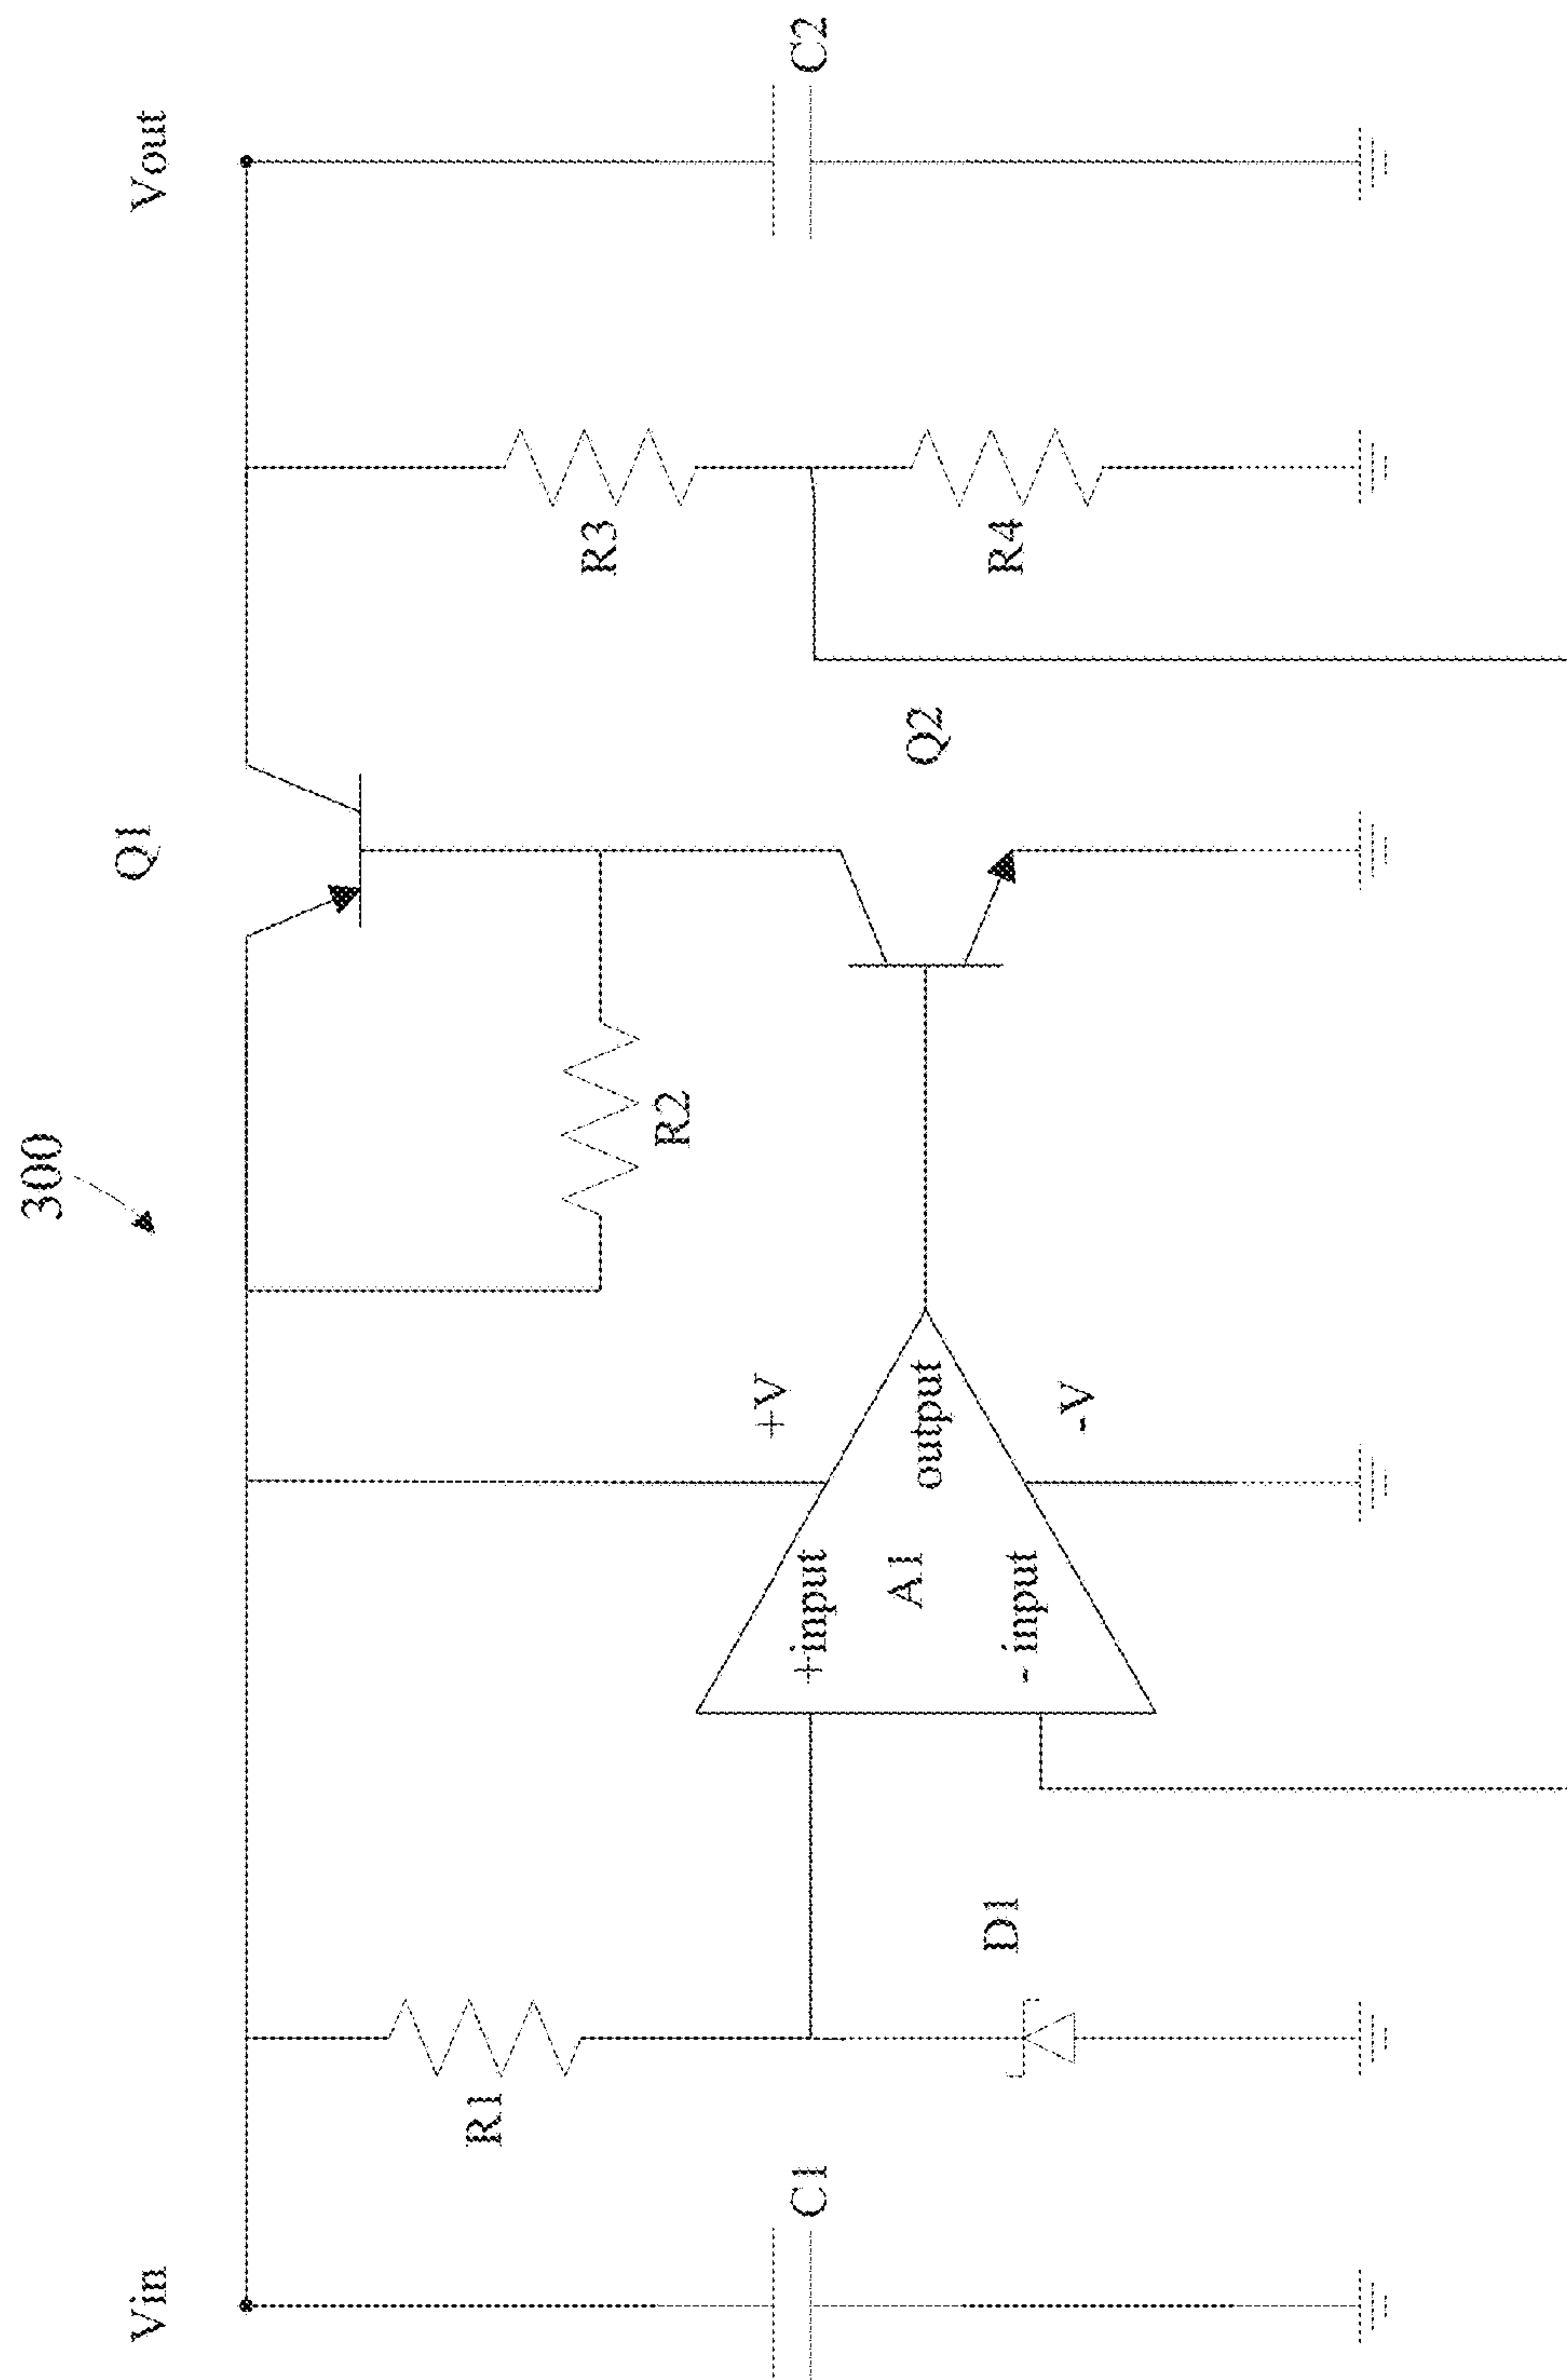 300
Vin
Q1
Vout
R1
R2
R3
+V
C1
+input
A1
output
C2
D1
- input
-V
Q2
R4